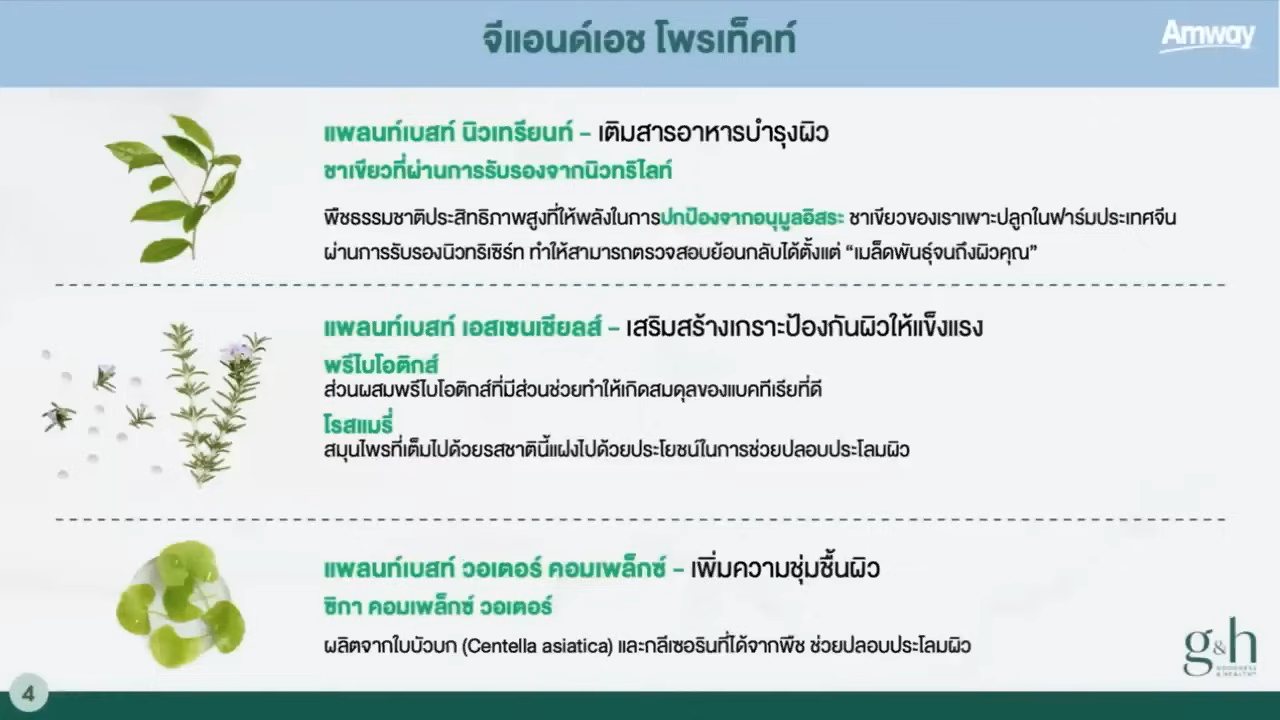 จีแอนด์เอช โพรเท็คท์
Amway
แพลนท์เบสท์ นิวเทรียนท์ – เติมสารอาหารบำรุงผิว
ชาเขียวที่ผ่านการรับรองจากนิวทริไลท์
พืชธรรมชาติประสิทธิภาพสูงที่ให้พลังในการปกป้องจากอนุมูลอิสระ ชาเขียวของเราเพาะปลูกในฟาร์มประเทศจีน
ผ่านการรับรองนิวทริเซิร์ท ทำให้สามารถตรวจสอบย้อนกลับได้ตั้งแต่ “เมล็ดพันธุ์จนถึงผิวคุณ”
แพลนท์เบสท์ เอสเซนเชียลส์ – เสริมสร้างเกราะป้องกันผิวให้แข็งแรง
พรีไบโอติกส์
ส่วนผสมพรีไบโอติกส์ที่มีส่วนช่วยทำให้เกิดสมดุลของแบคทีเรียที่ดี
โรสแมรี่
สมุนไพรที่เต็มไปด้วยรสชาตินี้แฝงไปด้วยประโยชน์ในการช่วยปลอบประโลมผิว
แพลนท์เบสท์ วอเตอร์ คอมเพล็กซ์ – เพิ่มความชุ่มชื้นผิว
ซิกา คอมเพล็กซ์ วอเตอร์
ผลิตจากใบบัวบก (Centella asiatica) และกลีเซอรินที่ได้จากพืช ช่วยปลอบประโลมผิว
g&h
GOODNESS
& HEALTHY
4